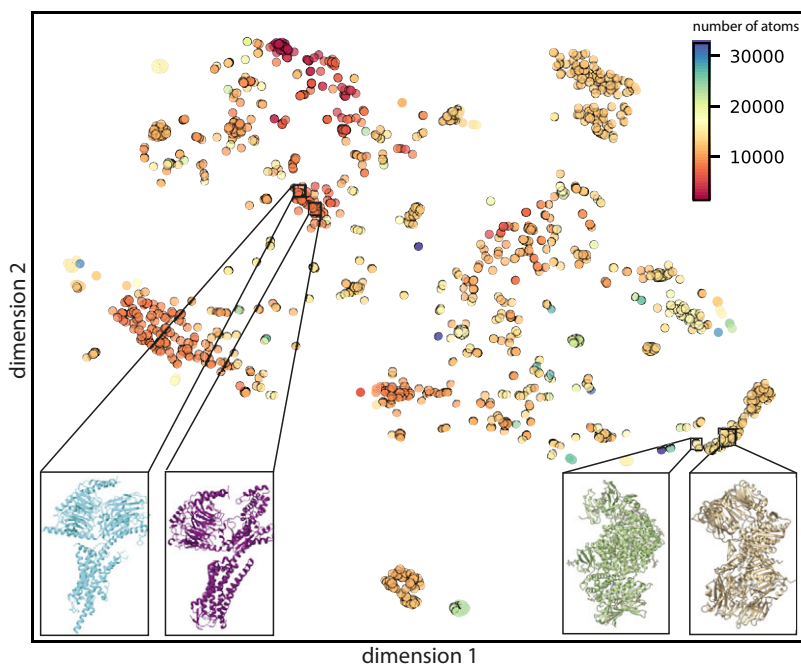 number of atoms
30000
20000
10000
dimension 2
dimension 1